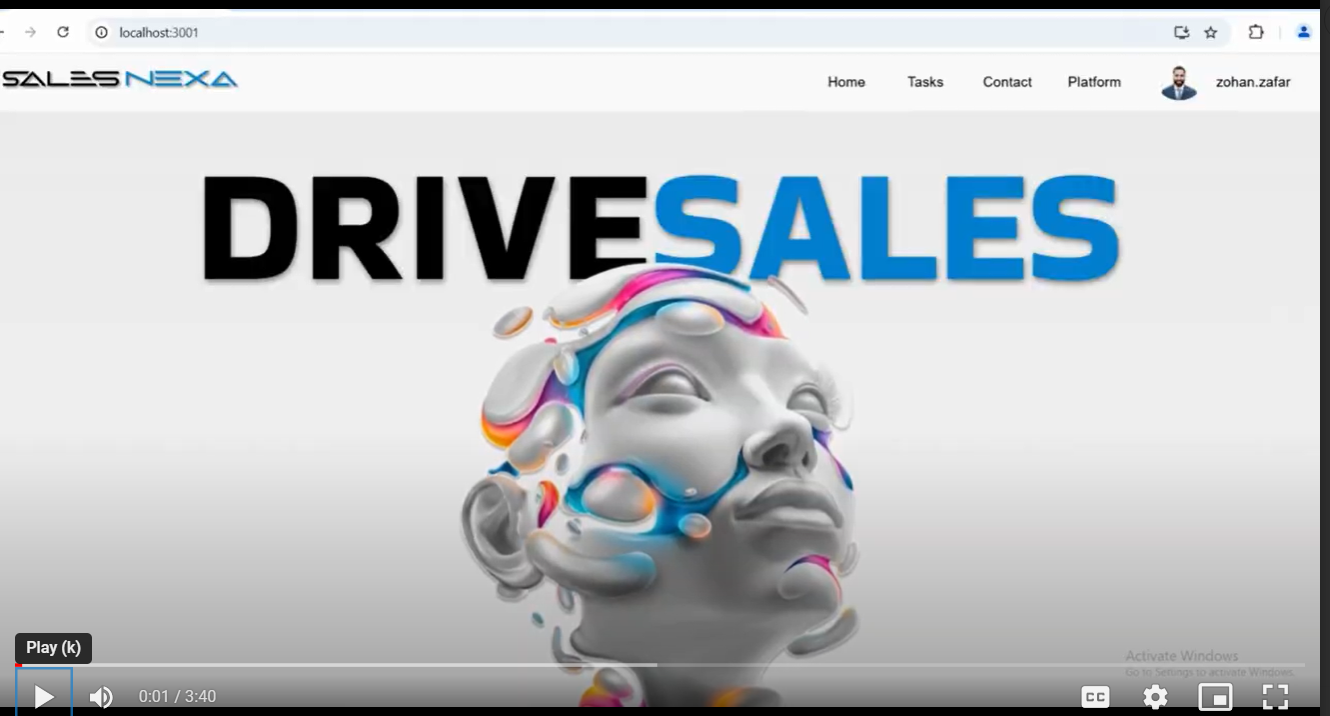 localhost:3001
SALES NEXA
Home Tasks Contact Platform zohan.zafar
DRIVESALES
Play (k)
Activate Windows
Go to Settings to activate Windows.
0:01 / 3:40
CC